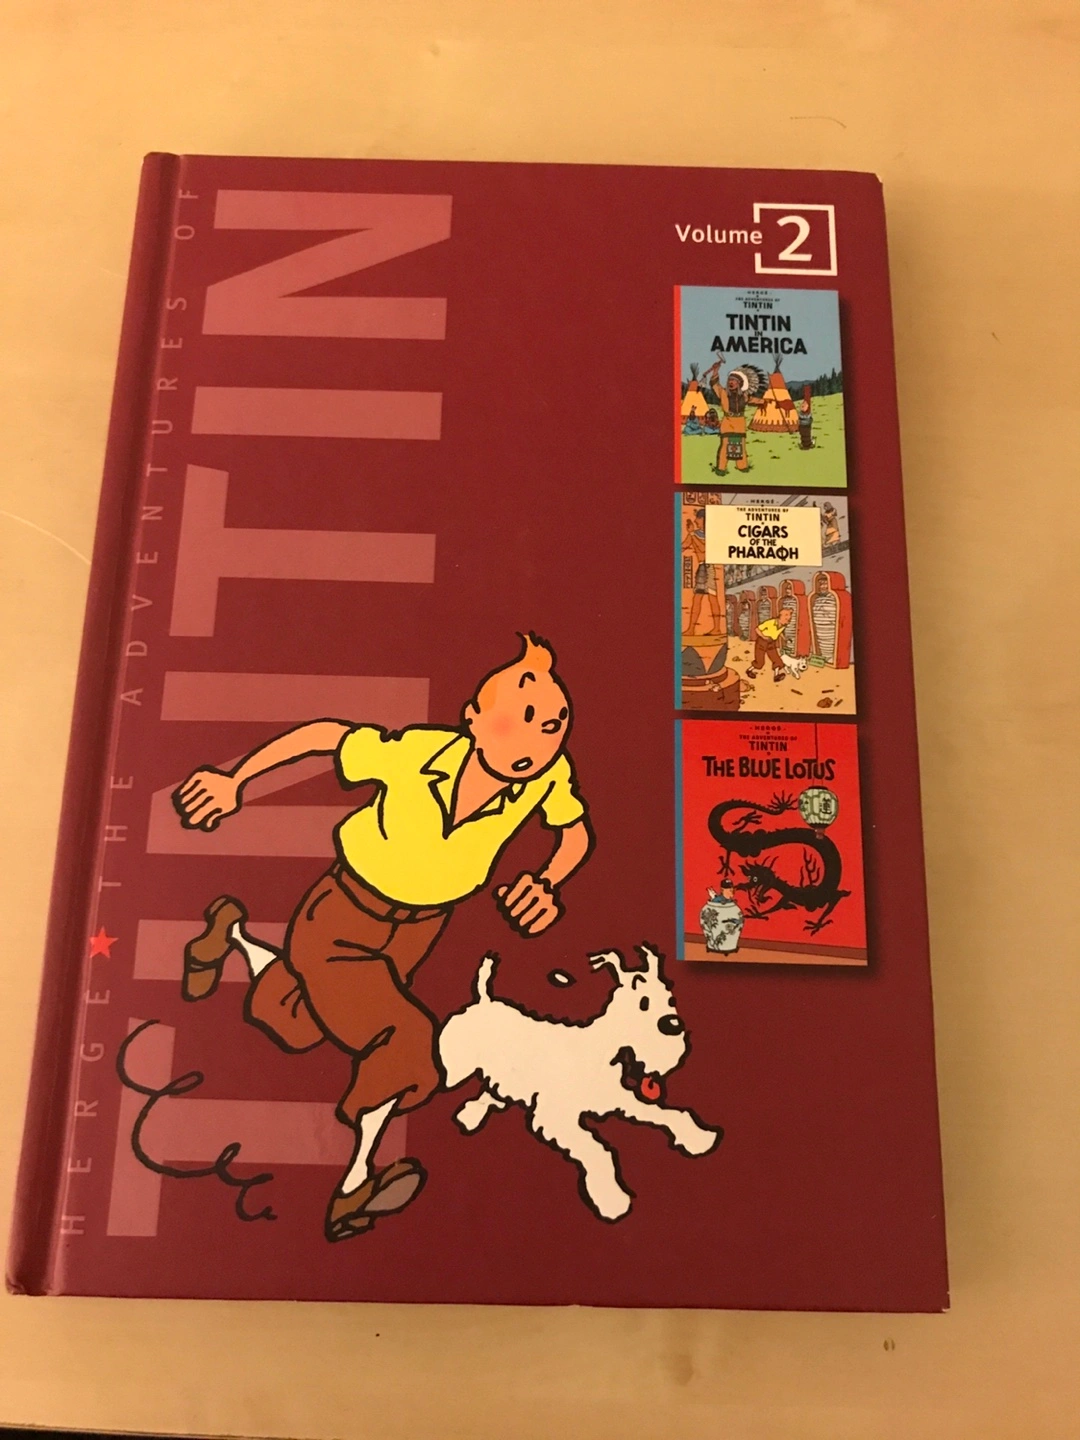 HERGÉ ★ THE ADVENTURES OF
TINTIN
Volume 2
- HERGÉ -
THE ADVENTURES OF
TINTIN
TINTIN
IN
AMERICA
- HERGÉ -
THE ADVENTURES OF
TINTIN
CIGARS
OF THE
PHARAOH
- HERGÉ -
THE ADVENTURES OF
TINTIN
THE BLUE LOTUS